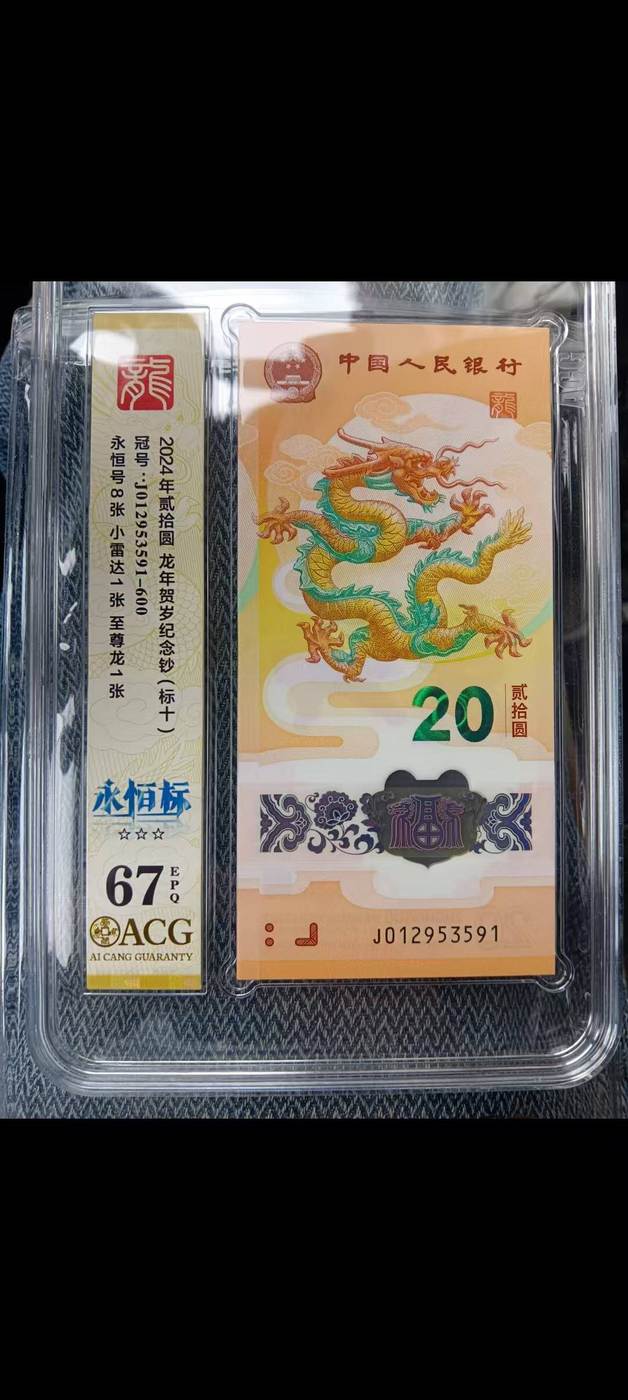 龍
2024年贰拾圆 龙年贺岁纪念钞(标十)
冠号:J012953591-600
永恒号8张 小雷达1张 至尊龙1张
永恒标
☆☆☆
67 EPQ
ACG
AI CANG GUARANTY
中国人民银行
龍
20 贰拾圆
福
J012953591